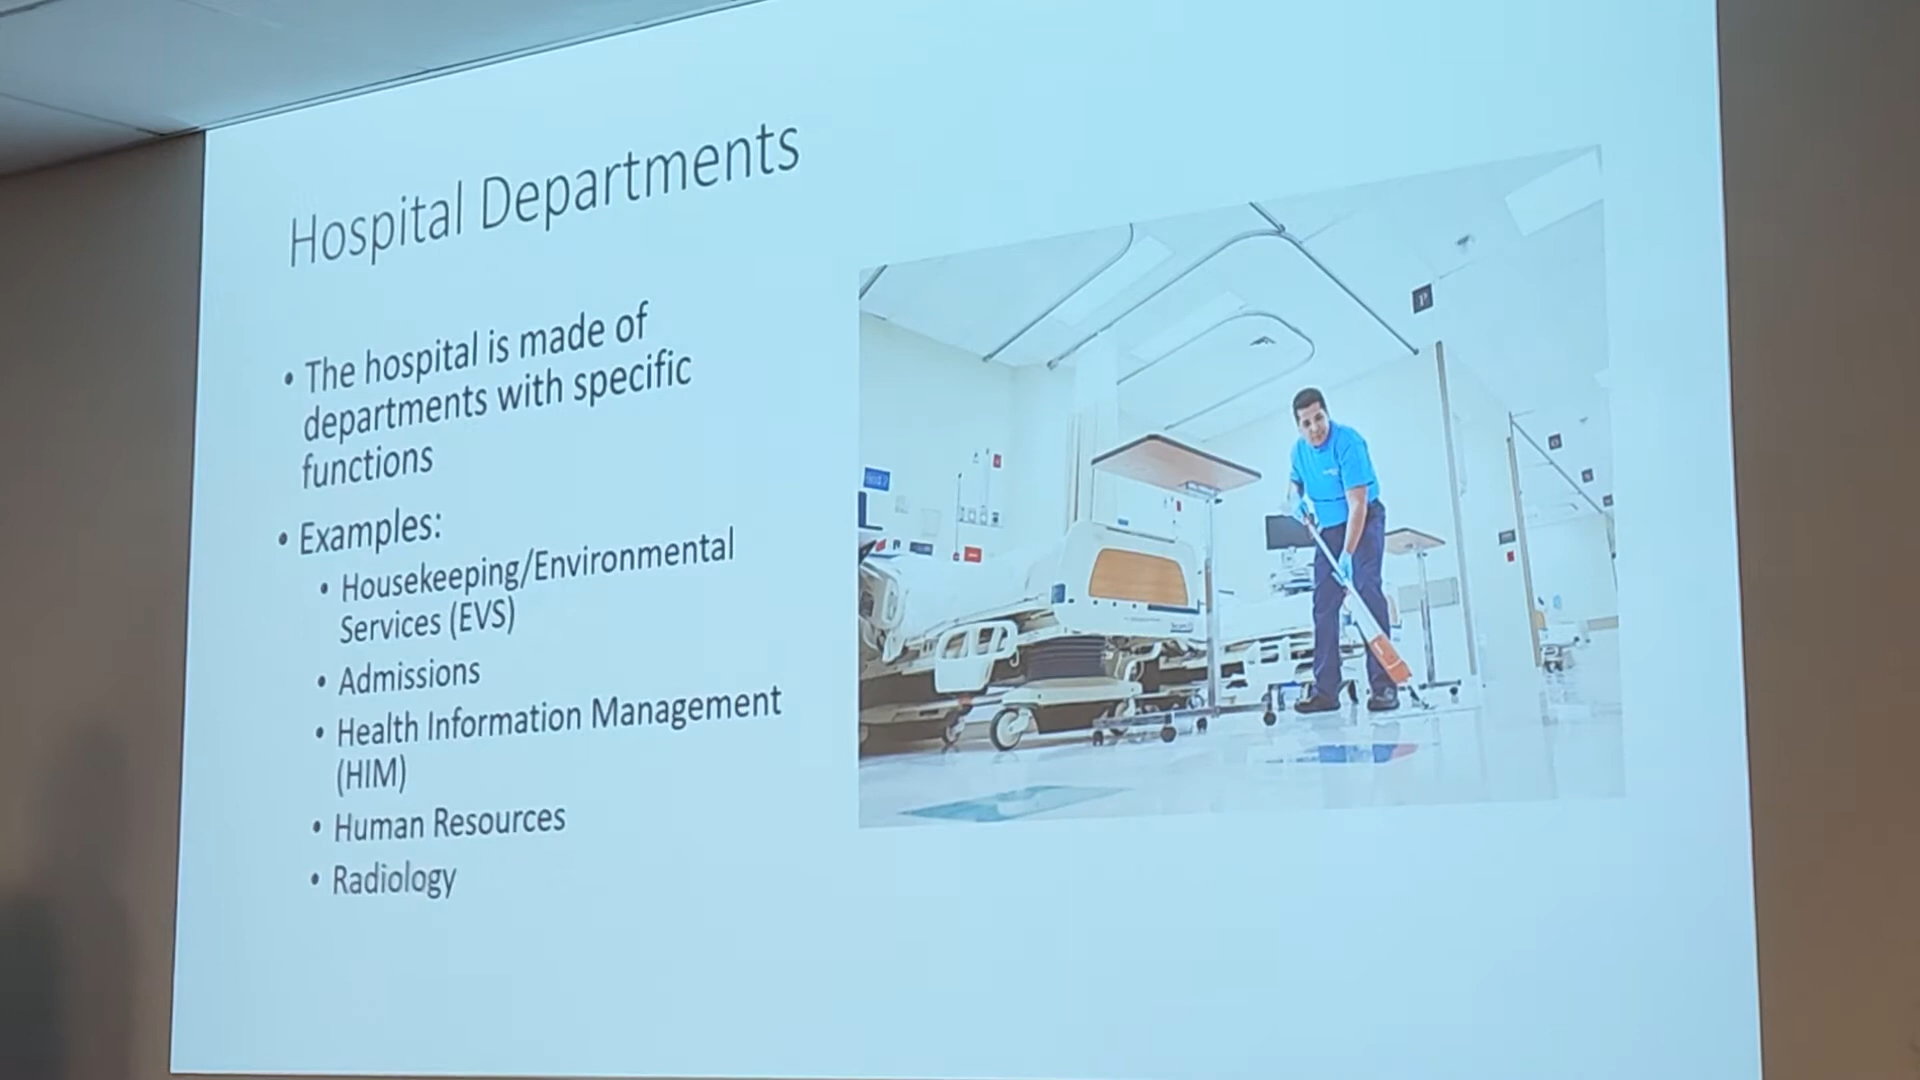 Hospital Departments
• The hospital is made of
departments with specific
functions
• Examples:
• Housekeeping/Environmental
Services (EVS)
• Admissions
• Health Information Management
(HIM)
• Human Resources
• Radiology
P